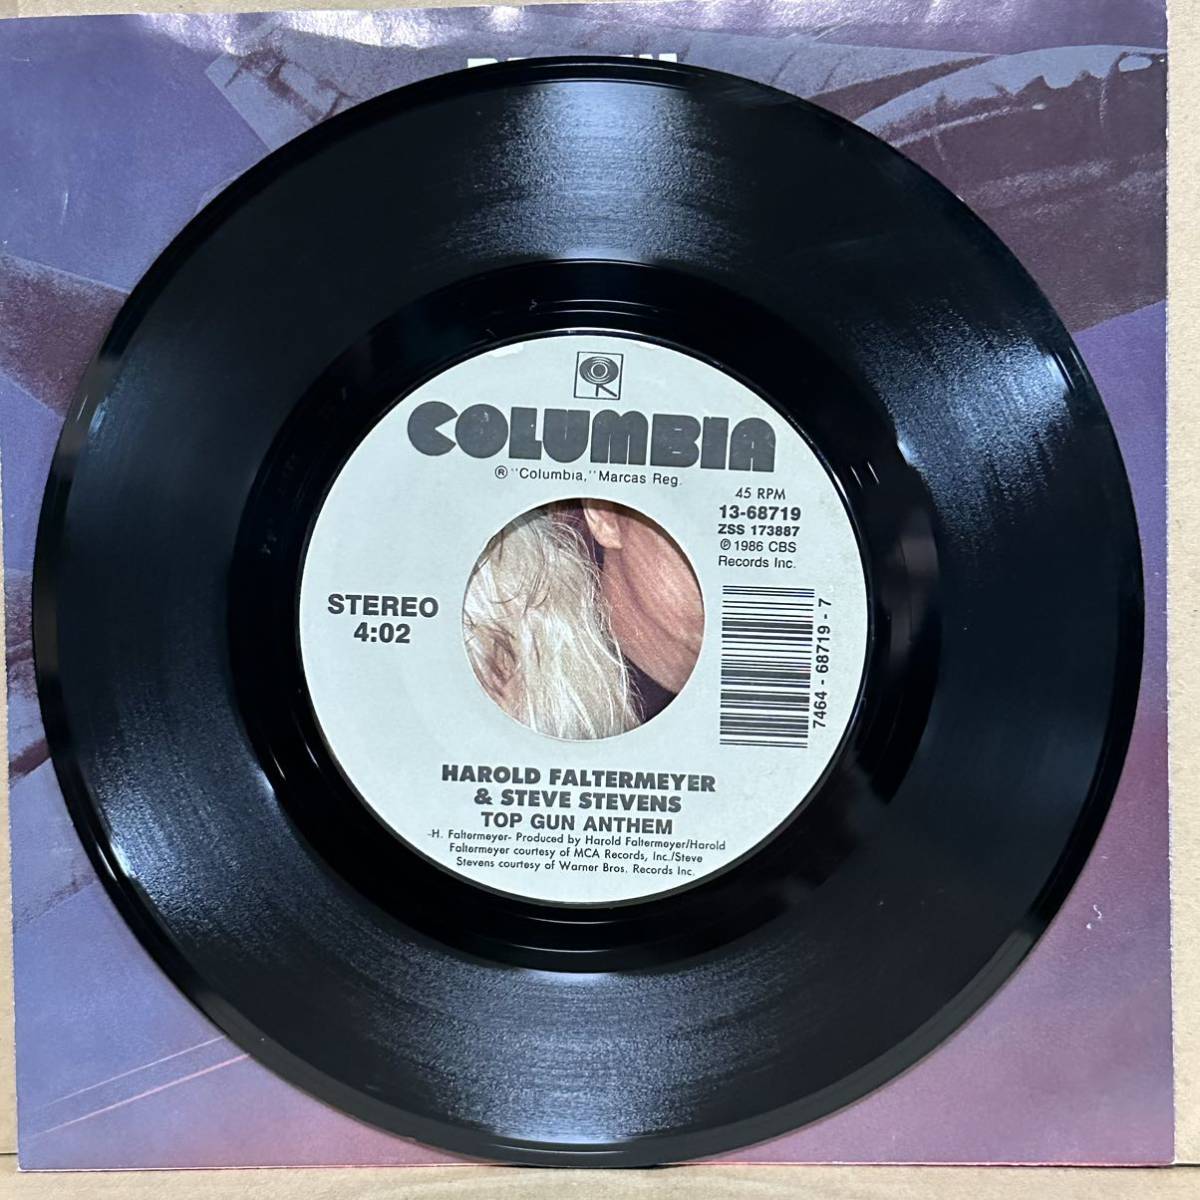 COLUMBIA
® "Columbia," Marcas Reg.
45 RPM
13-68719
ZSS 173887
℗ 1986 CBS
Records Inc.
STEREO
4:02
7464 - 68719 - 7
HAROLD FALTERMEYER
& STEVE STEVENS
TOP GUN ANTHEM
-H. Faltermeyer- Produced by Harold Faltermeyer/Harold
Faltermeyer courtesy of MCA Records, Inc./Steve
Stevens courtesy of Warner Bros. Records Inc.